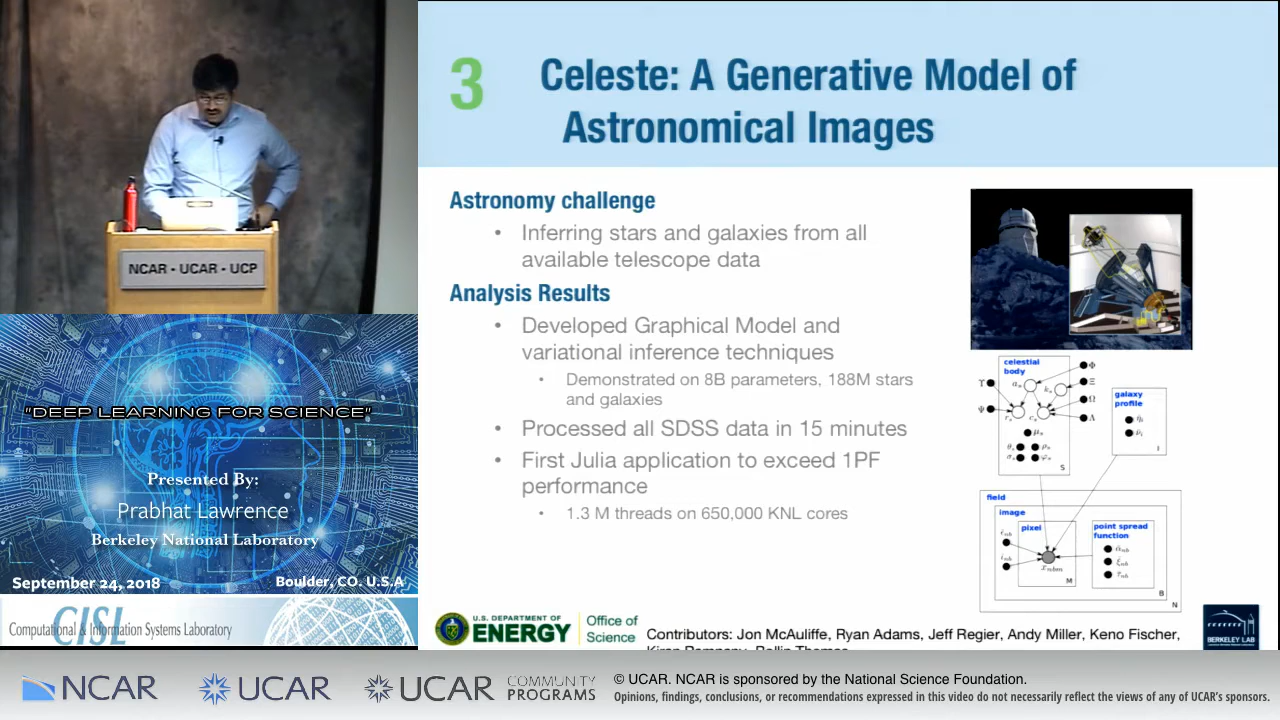 NCAR • UCAR • UCP
"DEEP LEARNING FOR SCIENCE"
Presented By:
Prabhat Lawrence
Berkeley National Laboratory
September 24, 2018
Boulder, CO. U.S.A
CISL
Computational & Information Systems Laboratory
3
Celeste: A Generative Model of
Astronomical Images
Astronomy challenge
• Inferring stars and galaxies from all
available telescope data
Analysis Results
• Developed Graphical Model and
variational inference techniques
• Demonstrated on 8B parameters, 188M stars
and galaxies
• Processed all SDSS data in 15 minutes
• First Julia application to exceed 1PF
performance
• 1.3 M threads on 650,000 KNL cores
celestial
body
Φ
Ξ
Ω
Λ
Υ
Ψ
S
galaxy
profile
I
field
image
pixel
M
point spread
function
B
N
U.S. DEPARTMENT OF
ENERGY
Office of
Science
Contributors: Jon McAuliffe, Ryan Adams, Jeff Regier, Andy Miller, Keno Fischer,
BERKELEY LAB
NCAR
UCAR
UCAR
COMMUNITY
PROGRAMS
© UCAR. NCAR is sponsored by the National Science Foundation.
Opinions, findings, conclusions, or recommendations expressed in this video do not necessarily reflect the views of any of UCAR's sponsors.